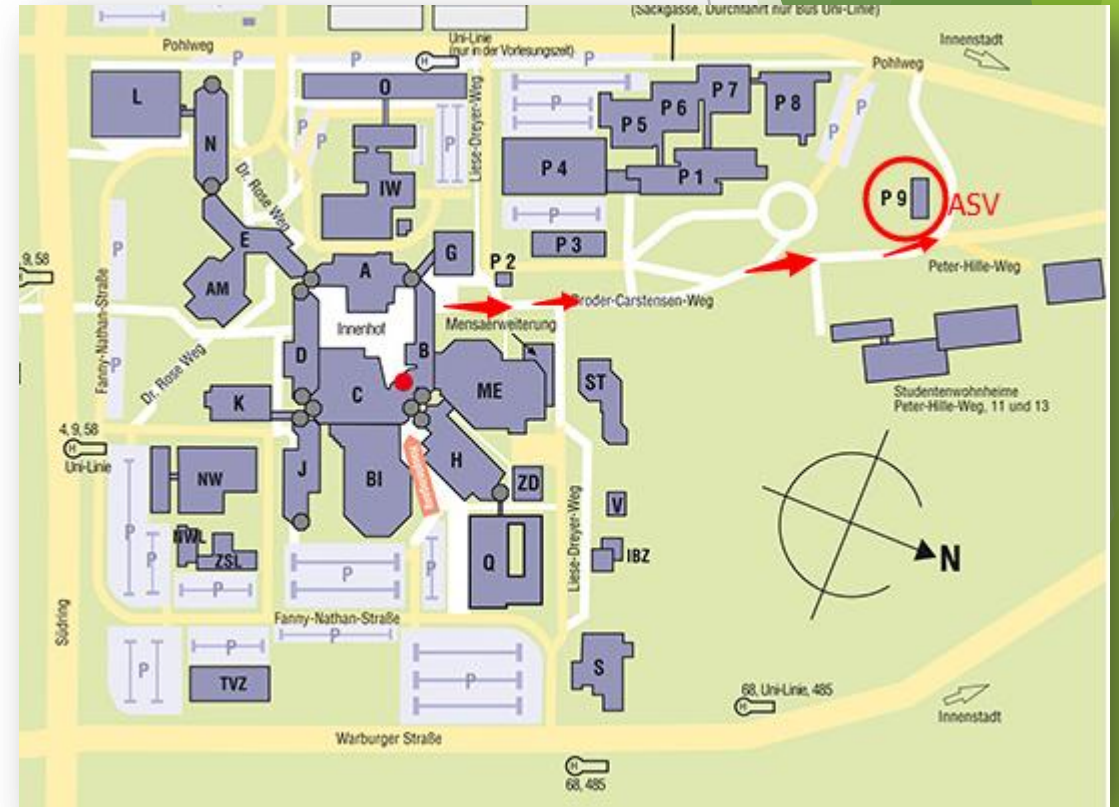 (Sackgasse, Durchfahrt nur Bus Uni-Linie)
Pohlweg
Uni-Linie
(nur in der Vorlesungszeit)
H
Innenstadt
Pohlweg
P
P
P
L
N
O
Liese-Dreyer-Weg
P
P
P
P
P 5
P 6
P 7
P 8
P
Dr. Rose Weg
IW
P 4
P 1
P 9
ASV
P
P 3
E
A
G
P 2
9, 58
P
AM
Fanny-Nathan-Straße
Peter-Hille-Weg
Broder-Carstensen-Weg
Innenhof
Mensaerweiterung
D
B
C
ME
ST
Dr. Rose Weg
P
K
Studentenwohnheime
Peter-Hille-Weg, 11 und 13
4, 9, 58
H
Uni-Linie
J
BI
H
Haupteingang
ZD
NW
P
V
NWL
ZSL
P
P
P
P
Q
IBZ
N
Liese-Dreyer-Weg
Fanny-Nathan-Straße
P
Südring
P
P
TVZ
P
S
68, Uni-Linie, 485
H
Innenstadt
Warburger Straße
H
68, 485